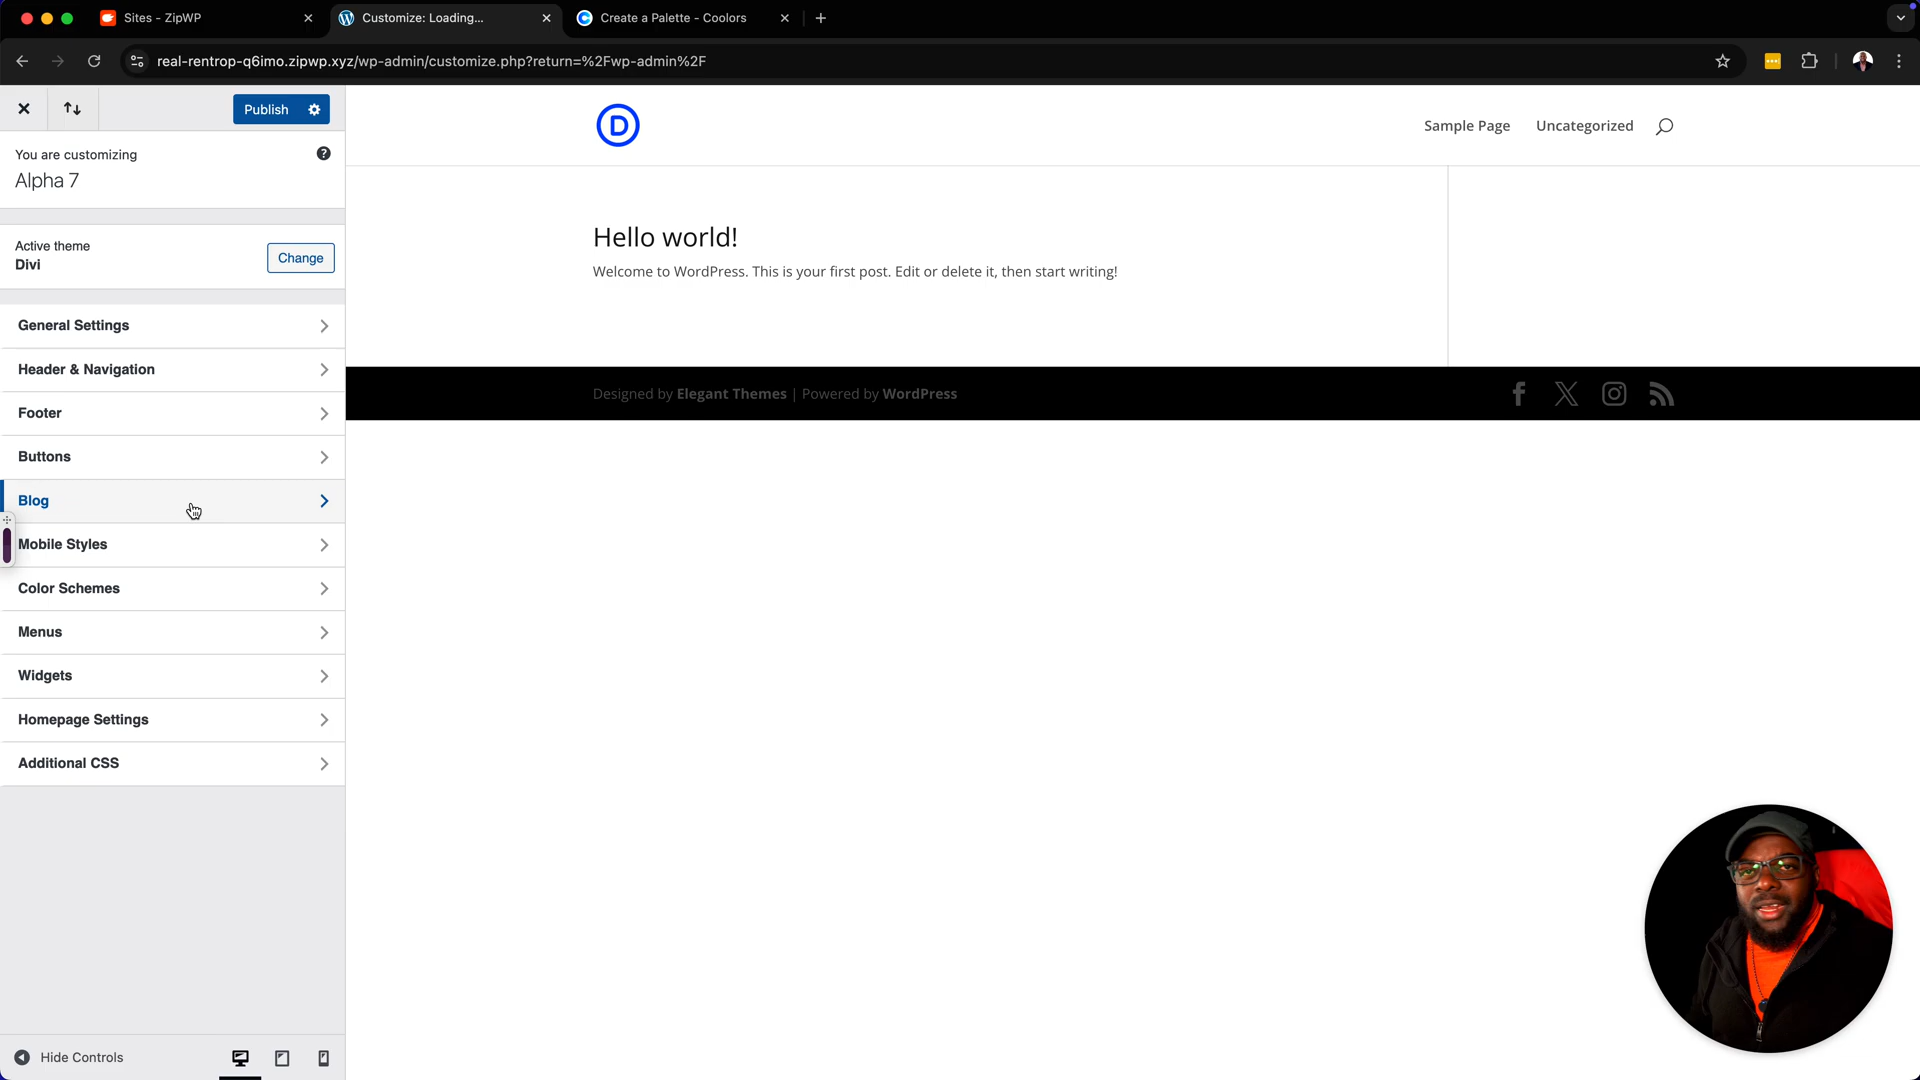 Sites - ZipWP
Customize: Loading...
Create a Palette - Coolors
real-rentrop-q6imo.zipwp.xyz/wp-admin/customize.php?return=%2Fwp-admin%2F
Publish
You are customizing
Alpha 7
Active theme
Divi
Change
General Settings
Header & Navigation
Footer
Buttons
Blog
Mobile Styles
Color Schemes
Menus
Widgets
Homepage Settings
Additional CSS
Hide Controls
D
Sample Page
Uncategorized
Hello world!
Welcome to WordPress. This is your first post. Edit or delete it, then start writing!
Designed by Elegant Themes | Powered by WordPress